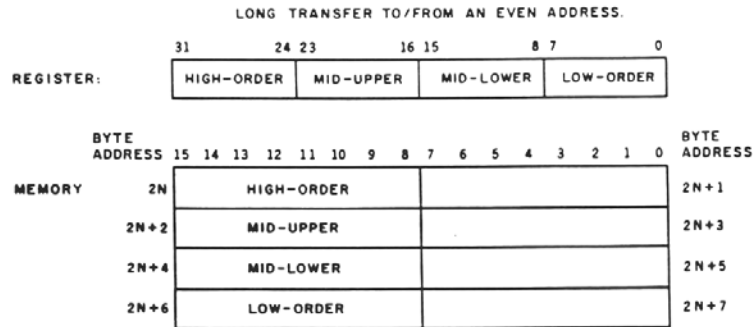 LONG TRANSFER TO/FROM AN EVEN ADDRESS.
31 24 23 16 15 8 7 0
REGISTER: HIGH-ORDER MID-UPPER MID-LOWER LOW-ORDER
BYTE BYTE
ADDRESS 15 14 13 12 11 10 9 8 7 6 5 4 3 2 1 0 ADDRESS
MEMORY 2N HIGH-ORDER 2N+1
2N+2 MID-UPPER 2N+3
2N+4 MID-LOWER 2N+5
2N+6 LOW-ORDER 2N+7